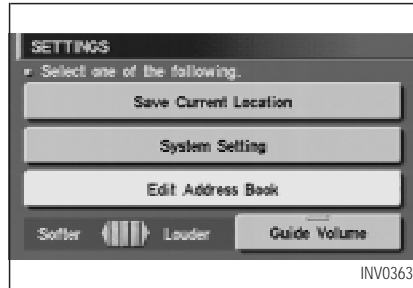 SETTINGS
Select one of the following.
Save Current Location
System Setting
Edit Address Book
Softer Louder Guide Volume
INV0363